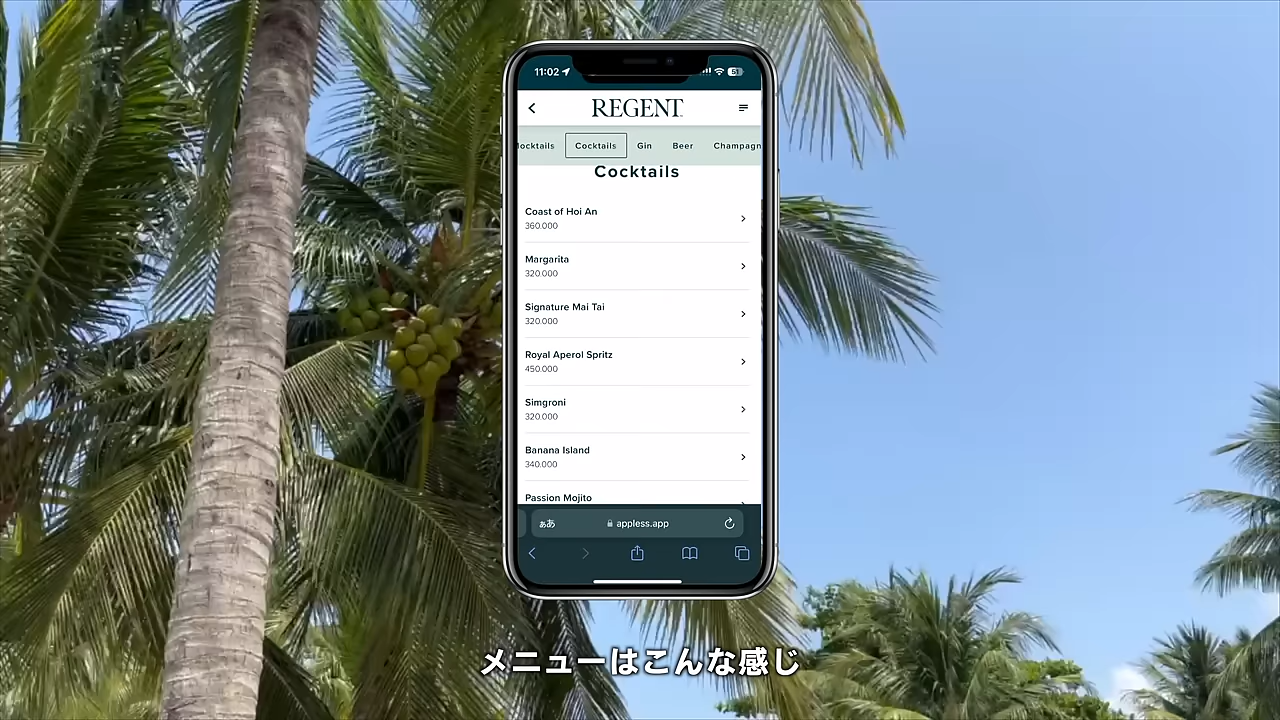 11:02
REGENT
ocktails
Cocktails
Gin
Beer
Champagn
Cocktails
Coast of Hoi An
360.000
Margarita
320.000
Signature Mai Tai
320.000
Royal Aperol Spritz
450.000
Simgroni
320.000
Banana Island
340.000
Passion Mojito
ぁあ
appless.app
メニューはこんな感じ